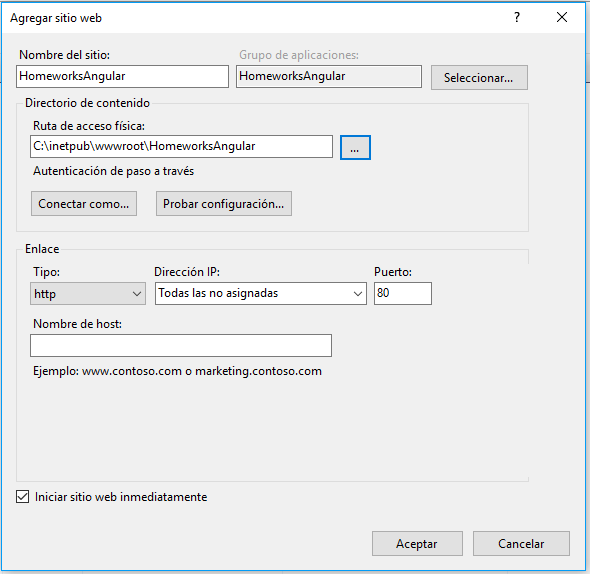 Agregar sitio web
?
Nombre del sitio:
Grupo de aplicaciones:
HomeworksAngular
HomeworksAngular
Seleccionar...
Directorio de contenido
Ruta de acceso física:
C:\inetpub\wwwroot\HomeworksAngular
...
Autenticación de paso a través
Conectar como...
Probar configuración...
Enlace
Tipo:
Dirección IP:
Puerto:
http
Todas las no asignadas
80
Nombre de host:
Ejemplo: www.contoso.com o marketing.contoso.com
Iniciar sitio web inmediatamente
Aceptar
Cancelar